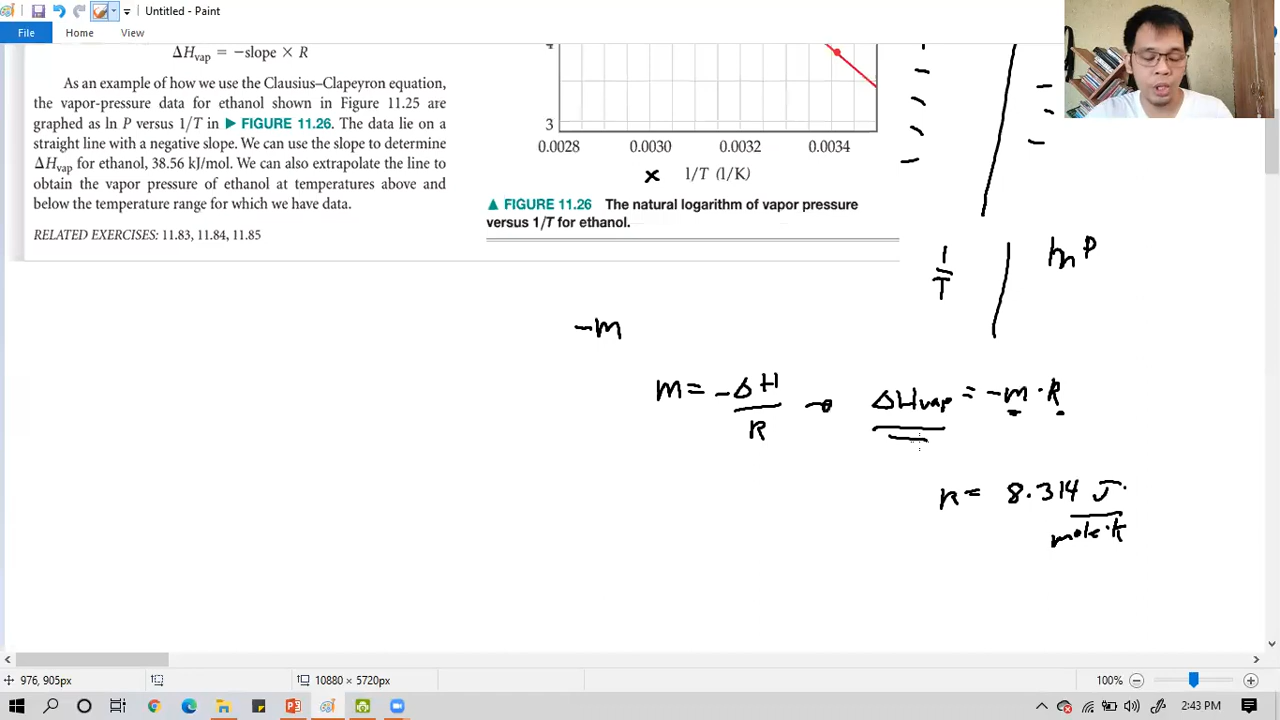 Untitled - Paint
File Home View
ΔHvap = −slope × R
As an example of how we use the Clausius–Clapeyron equation,
the vapor-pressure data for ethanol shown in Figure 11.25 are
graphed as ln P versus 1/T in ▶ FIGURE 11.26. The data lie on a
straight line with a negative slope. We can use the slope to determine
ΔHvap for ethanol, 38.56 kJ/mol. We can also extrapolate the line to
obtain the vapor pressure of ethanol at temperatures above and
below the temperature range for which we have data.
RELATED EXERCISES: 11.83, 11.84, 11.85
4
3
0.0028 0.0030 0.0032 0.0034
x 1/T (1/K)
▲ FIGURE 11.26 The natural logarithm of vapor pressure
versus 1/T for ethanol.
1/T ln P
-m
m = -ΔH/R → ΔHvap = -m · R
R = 8.314 J/mole·K
976, 905px 10880 × 5720px 100%
2:43 PM